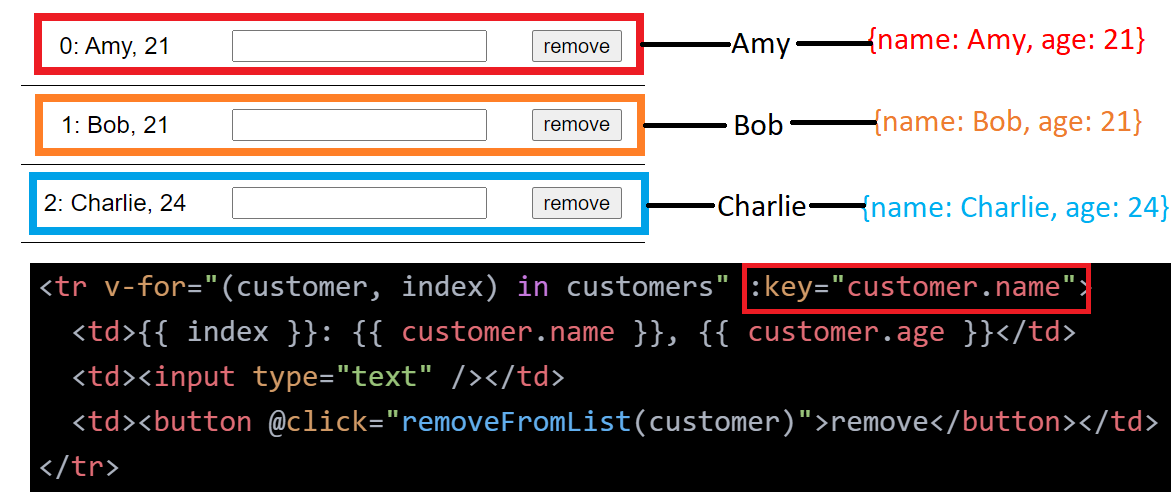 0: Amy, 21 remove Amy {name: Amy, age: 21}
1: Bob, 21 remove Bob {name: Bob, age: 21}
2: Charlie, 24 remove Charlie {name: Charlie, age: 24}
<tr v-for="(customer, index) in customers" :key="customer.name">
<td>{{ index }}: {{ customer.name }}, {{ customer.age }}</td>
<td><input type="text" /></td>
<td><button @click="removeFromList(customer)">remove</button></td>
</tr>